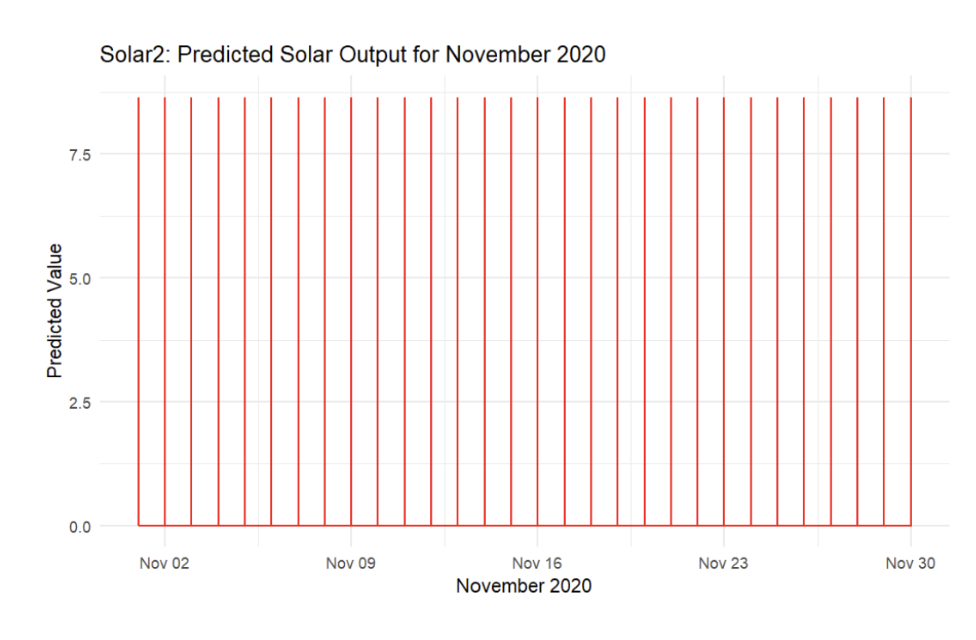 Solar2: Predicted Solar Output for November 2020
7.5
5.0
2.5
0.0
Predicted Value
Nov 02 Nov 09 Nov 16 Nov 23 Nov 30
November 2020